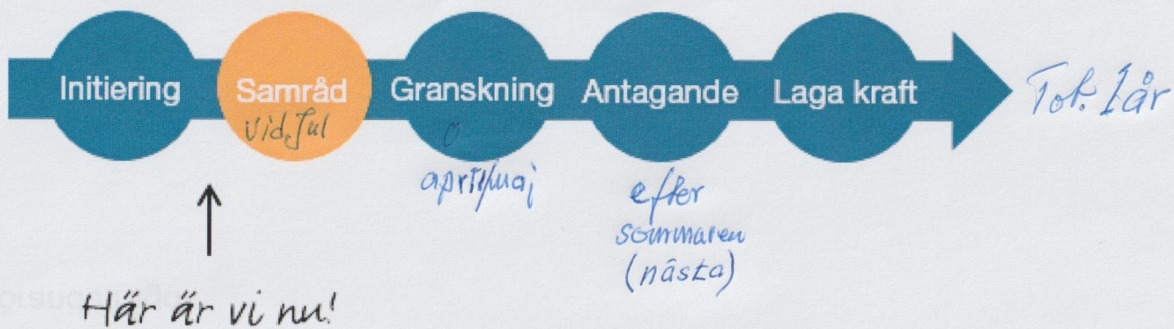 Initiering
Samråd
vid Jul
Granskning
april/maj
Antagande
efter
sommaren
(nästa)
Laga kraft
Tot. 1 år
Här är vi nu!